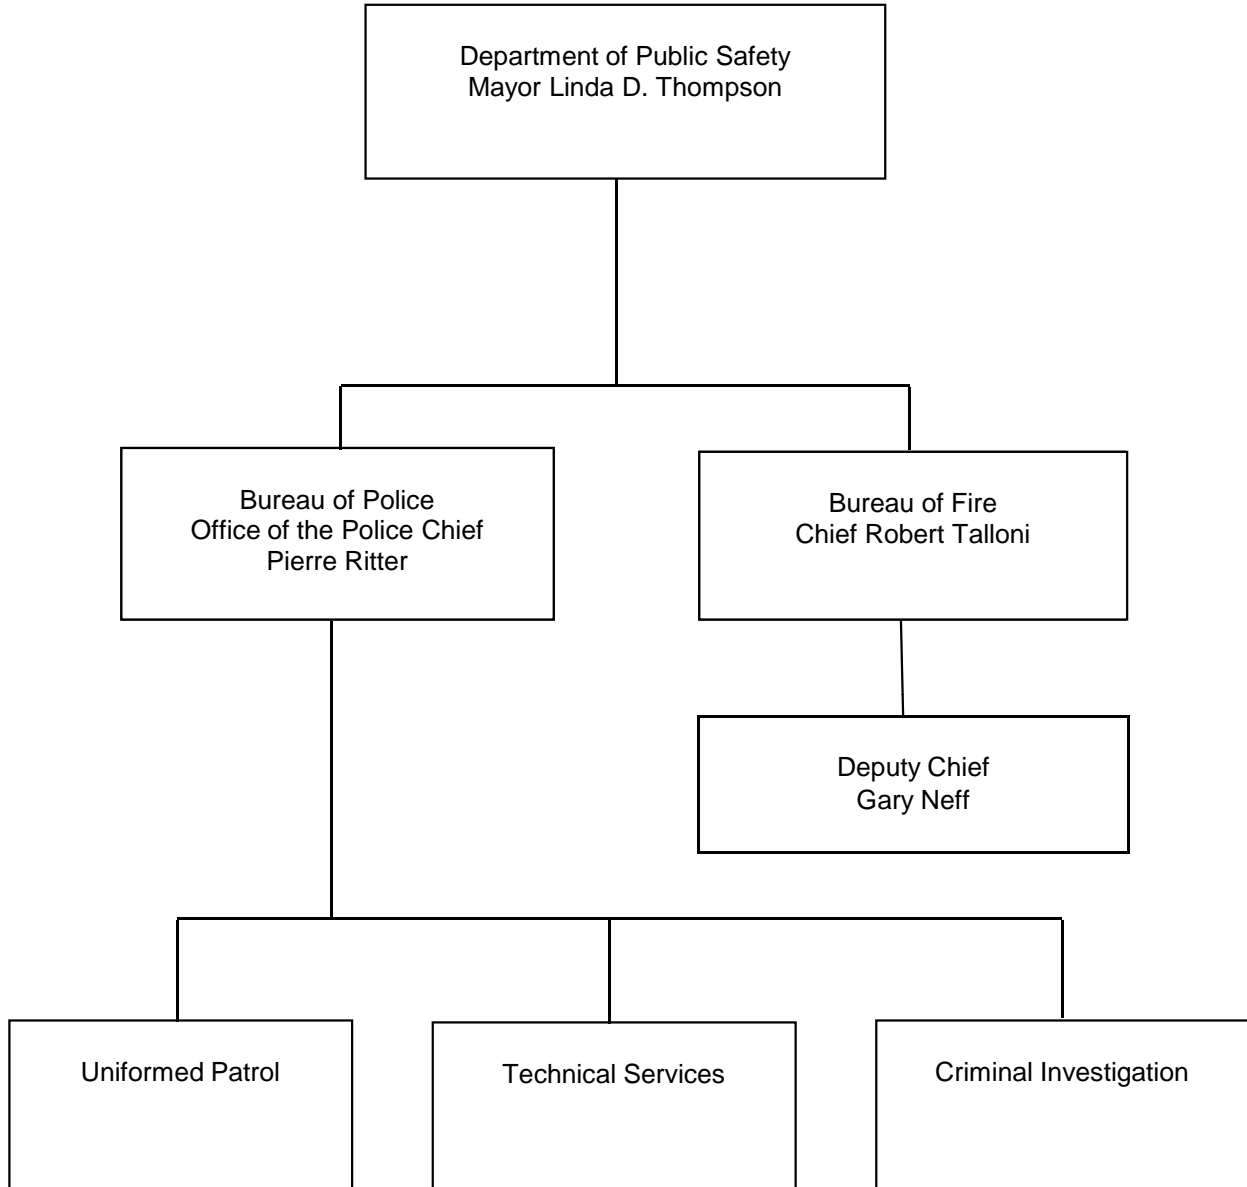 Department of Public Safety
Mayor Linda D. Thompson
Bureau of Police
Office of the Police Chief
Pierre Ritter
Bureau of Fire
Chief Robert Talloni
Deputy Chief
Gary Neff
Uniformed Patrol
Technical Services
Criminal Investigation